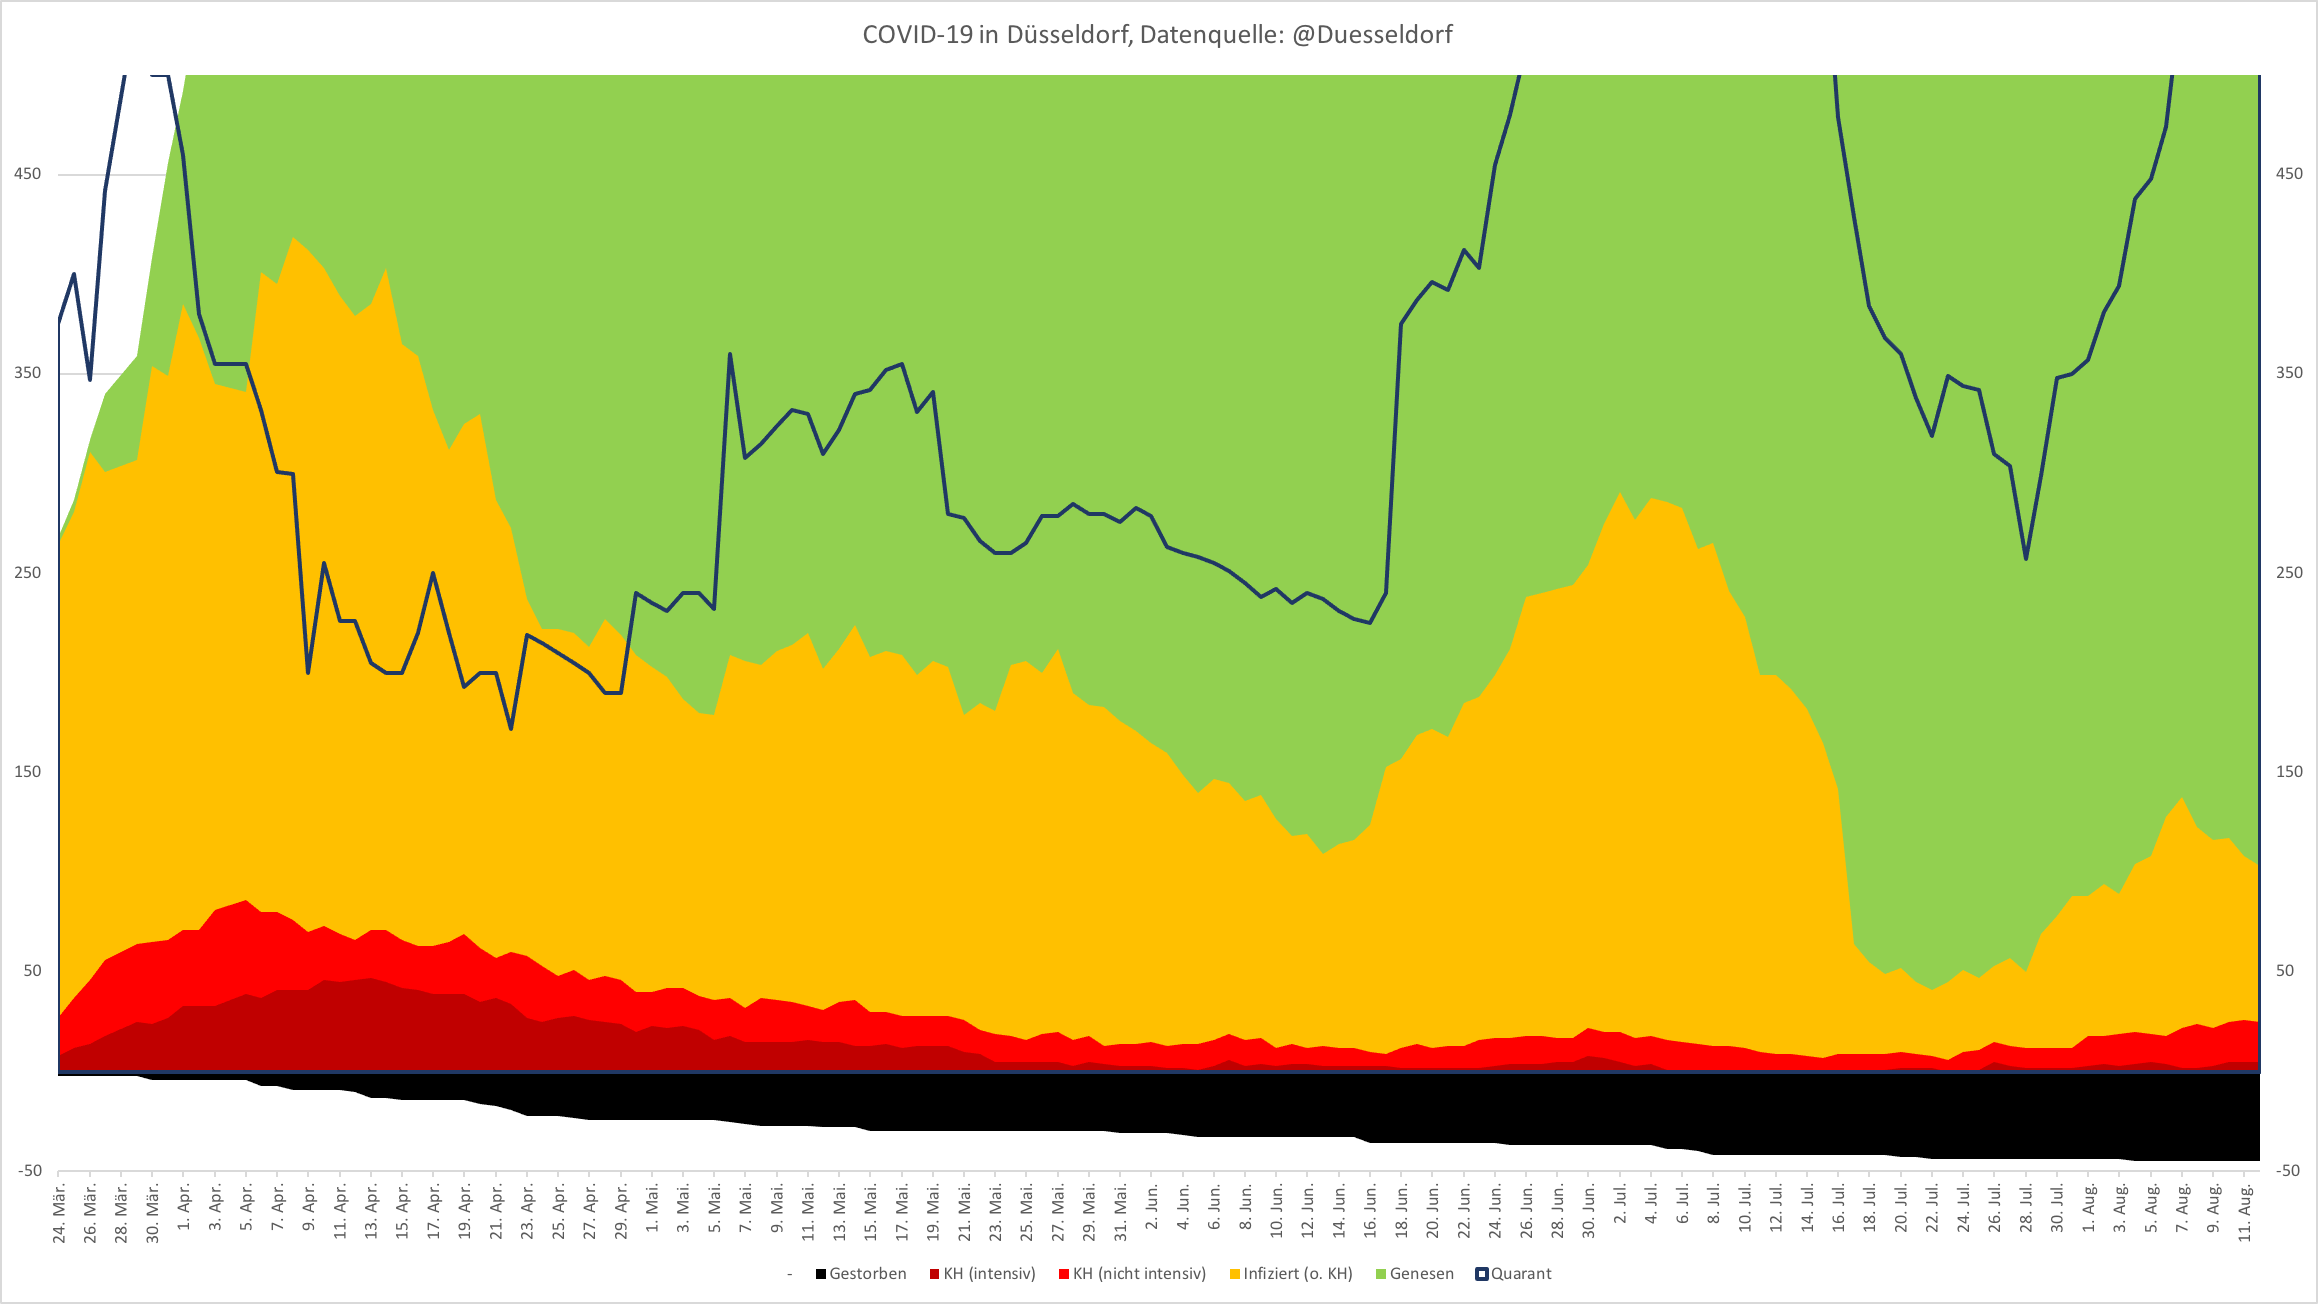 COVID-19 in Düsseldorf, Datenquelle: @Duesseldorf
450 450
350 350
250 250
150 150
50 50
-50 -50
24. Mär. 26. Mär. 28. Mär. 30. Mär. 1. Apr. 3. Apr. 5. Apr. 7. Apr. 9. Apr. 11. Apr. 13. Apr. 15. Apr. 17. Apr. 19. Apr. 21. Apr. 23. Apr. 25. Apr. 27. Apr. 29. Apr. 1. Mai. 3. Mai. 5. Mai. 7. Mai. 9. Mai. 11. Mai. 13. Mai. 15. Mai. 17. Mai. 19. Mai. 21. Mai. 23. Mai. 25. Mai. 27. Mai. 29. Mai. 31. Mai. 2. Jun. 4. Jun. 6. Jun. 8. Jun. 10. Jun. 12. Jun. 14. Jun. 16. Jun. 18. Jun. 20. Jun. 22. Jun. 24. Jun. 26. Jun. 28. Jun. 30. Jun. 2. Jul. 4. Jul. 6. Jul. 8. Jul. 10. Jul. 12. Jul. 14. Jul. 16. Jul. 18. Jul. 20. Jul. 22. Jul. 24. Jul. 26. Jul. 28. Jul. 30. Jul. 1. Aug. 3. Aug. 5. Aug. 7. Aug. 9. Aug. 11. Aug.
- Gestorben KH (intensiv) KH (nicht intensiv) Infiziert (o. KH) Genesen Quarant